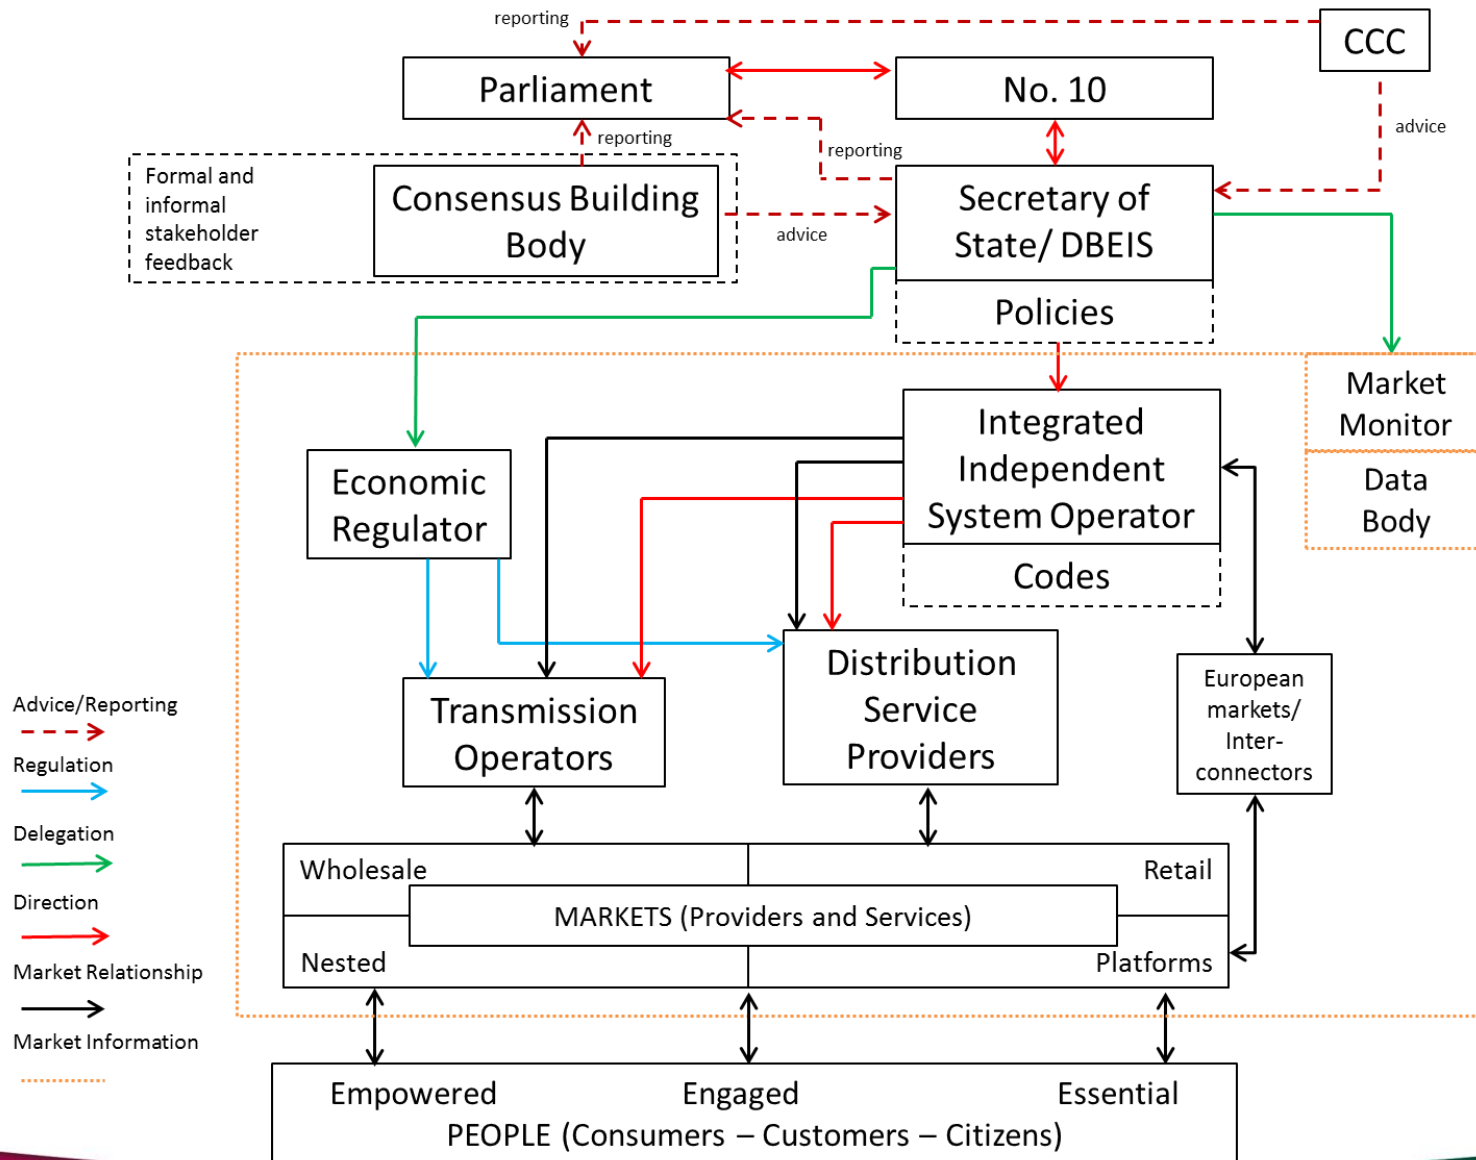 reporting
CCC
Parliament
No. 10
advice
reporting
reporting
Formal and
informal
stakeholder
feedback
Consensus Building
Body
advice
Secretary of
State/ DBEIS
Policies
Market
Monitor
Data
Body
Integrated
Independent
System Operator
Codes
Economic
Regulator
Distribution
Service
Providers
European
markets/
Inter-
connectors
Transmission
Operators
Advice/Reporting
Regulation
Delegation
Direction
Market Relationship
Market Information
Wholesale
Retail
MARKETS (Providers and Services)
Nested
Platforms
Empowered
Engaged
Essential
PEOPLE (Consumers – Customers – Citizens)